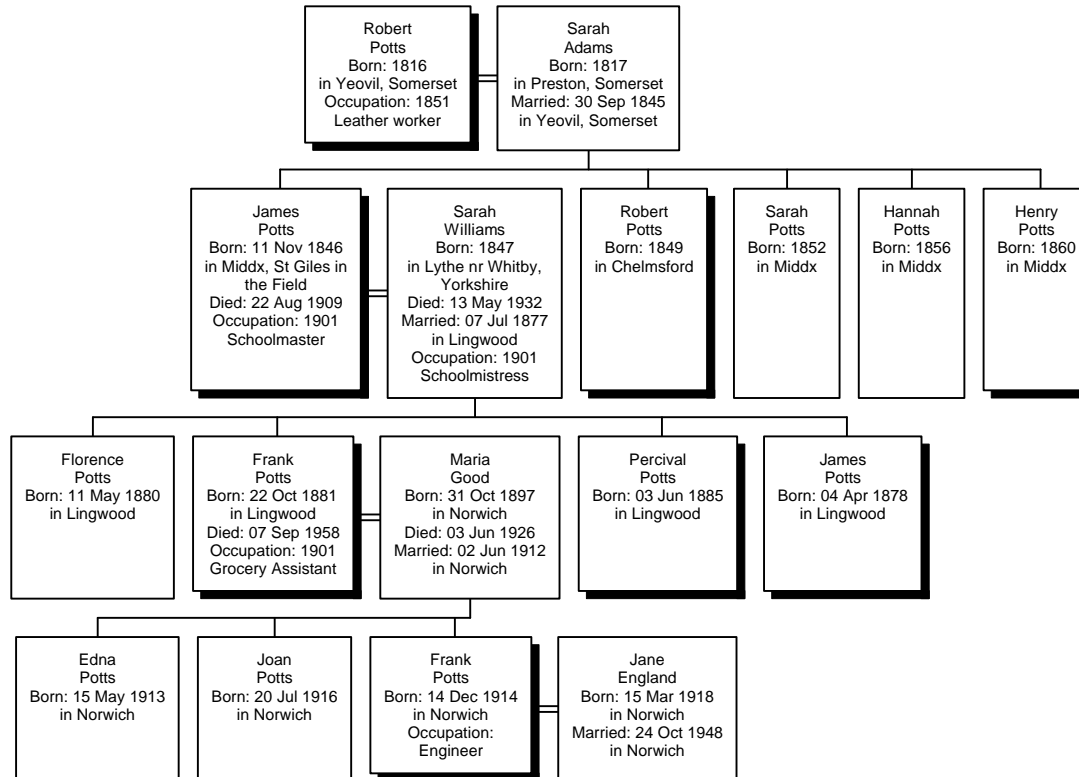 Robert
Potts
Born: 1816
in Yeovil, Somerset
Occupation: 1851
Leather worker
Sarah
Adams
Born: 1817
in Preston, Somerset
Married: 30 Sep 1845
in Yeovil, Somerset
James
Potts
Born: 11 Nov 1846
in Middx, St Giles in
the Field
Died: 22 Aug 1909
Occupation: 1901
Schoolmaster
Sarah
Williams
Born: 1847
in Lythe nr Whitby,
Yorkshire
Died: 13 May 1932
Married: 07 Jul 1877
in Lingwood
Occupation: 1901
Schoolmistress
Robert
Potts
Born: 1849
in Chelmsford
Sarah
Potts
Born: 1852
in Middx
Hannah
Potts
Born: 1856
in Middx
Henry
Potts
Born: 1860
in Middx
Florence
Potts
Born: 11 May 1880
in Lingwood
Frank
Potts
Born: 22 Oct 1881
in Lingwood
Died: 07 Sep 1958
Occupation: 1901
Grocery Assistant
Maria
Good
Born: 31 Oct 1897
in Norwich
Died: 03 Jun 1926
Married: 02 Jun 1912
in Norwich
Percival
Potts
Born: 03 Jun 1885
in Lingwood
James
Potts
Born: 04 Apr 1878
in Lingwood
Edna
Potts
Born: 15 May 1913
in Norwich
Joan
Potts
Born: 20 Jul 1916
in Norwich
Frank
Potts
Born: 14 Dec 1914
in Norwich
Occupation:
Engineer
Jane
England
Born: 15 Mar 1918
in Norwich
Married: 24 Oct 1948
in Norwich